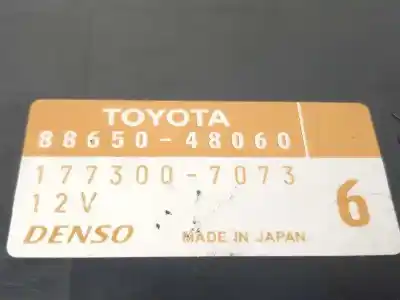 TOYOTA
88650-48060
177300-7073
12V
6
DENSO MADE IN JAPAN